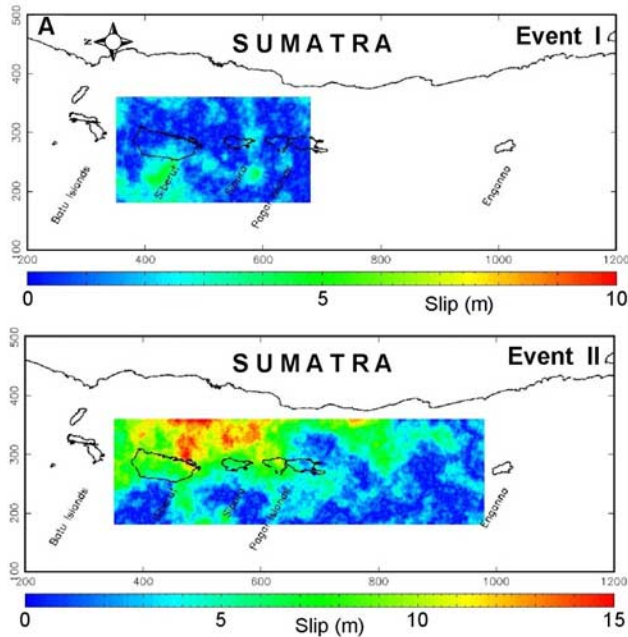 A
N
SUMATRA
Event I
500
400
300
200
100
Batu Islands
Siberut
Sipora
Pagai Islands
Enganno
200 400 600 800 1000 1200
0 5 10
Slip (m)
SUMATRA
Event II
500
400
300
200
100
Batu Islands
Siberut
Sipora
Pagai Islands
Enganno
200 400 600 800 1000 1200
0 5 10 15
Slip (m)